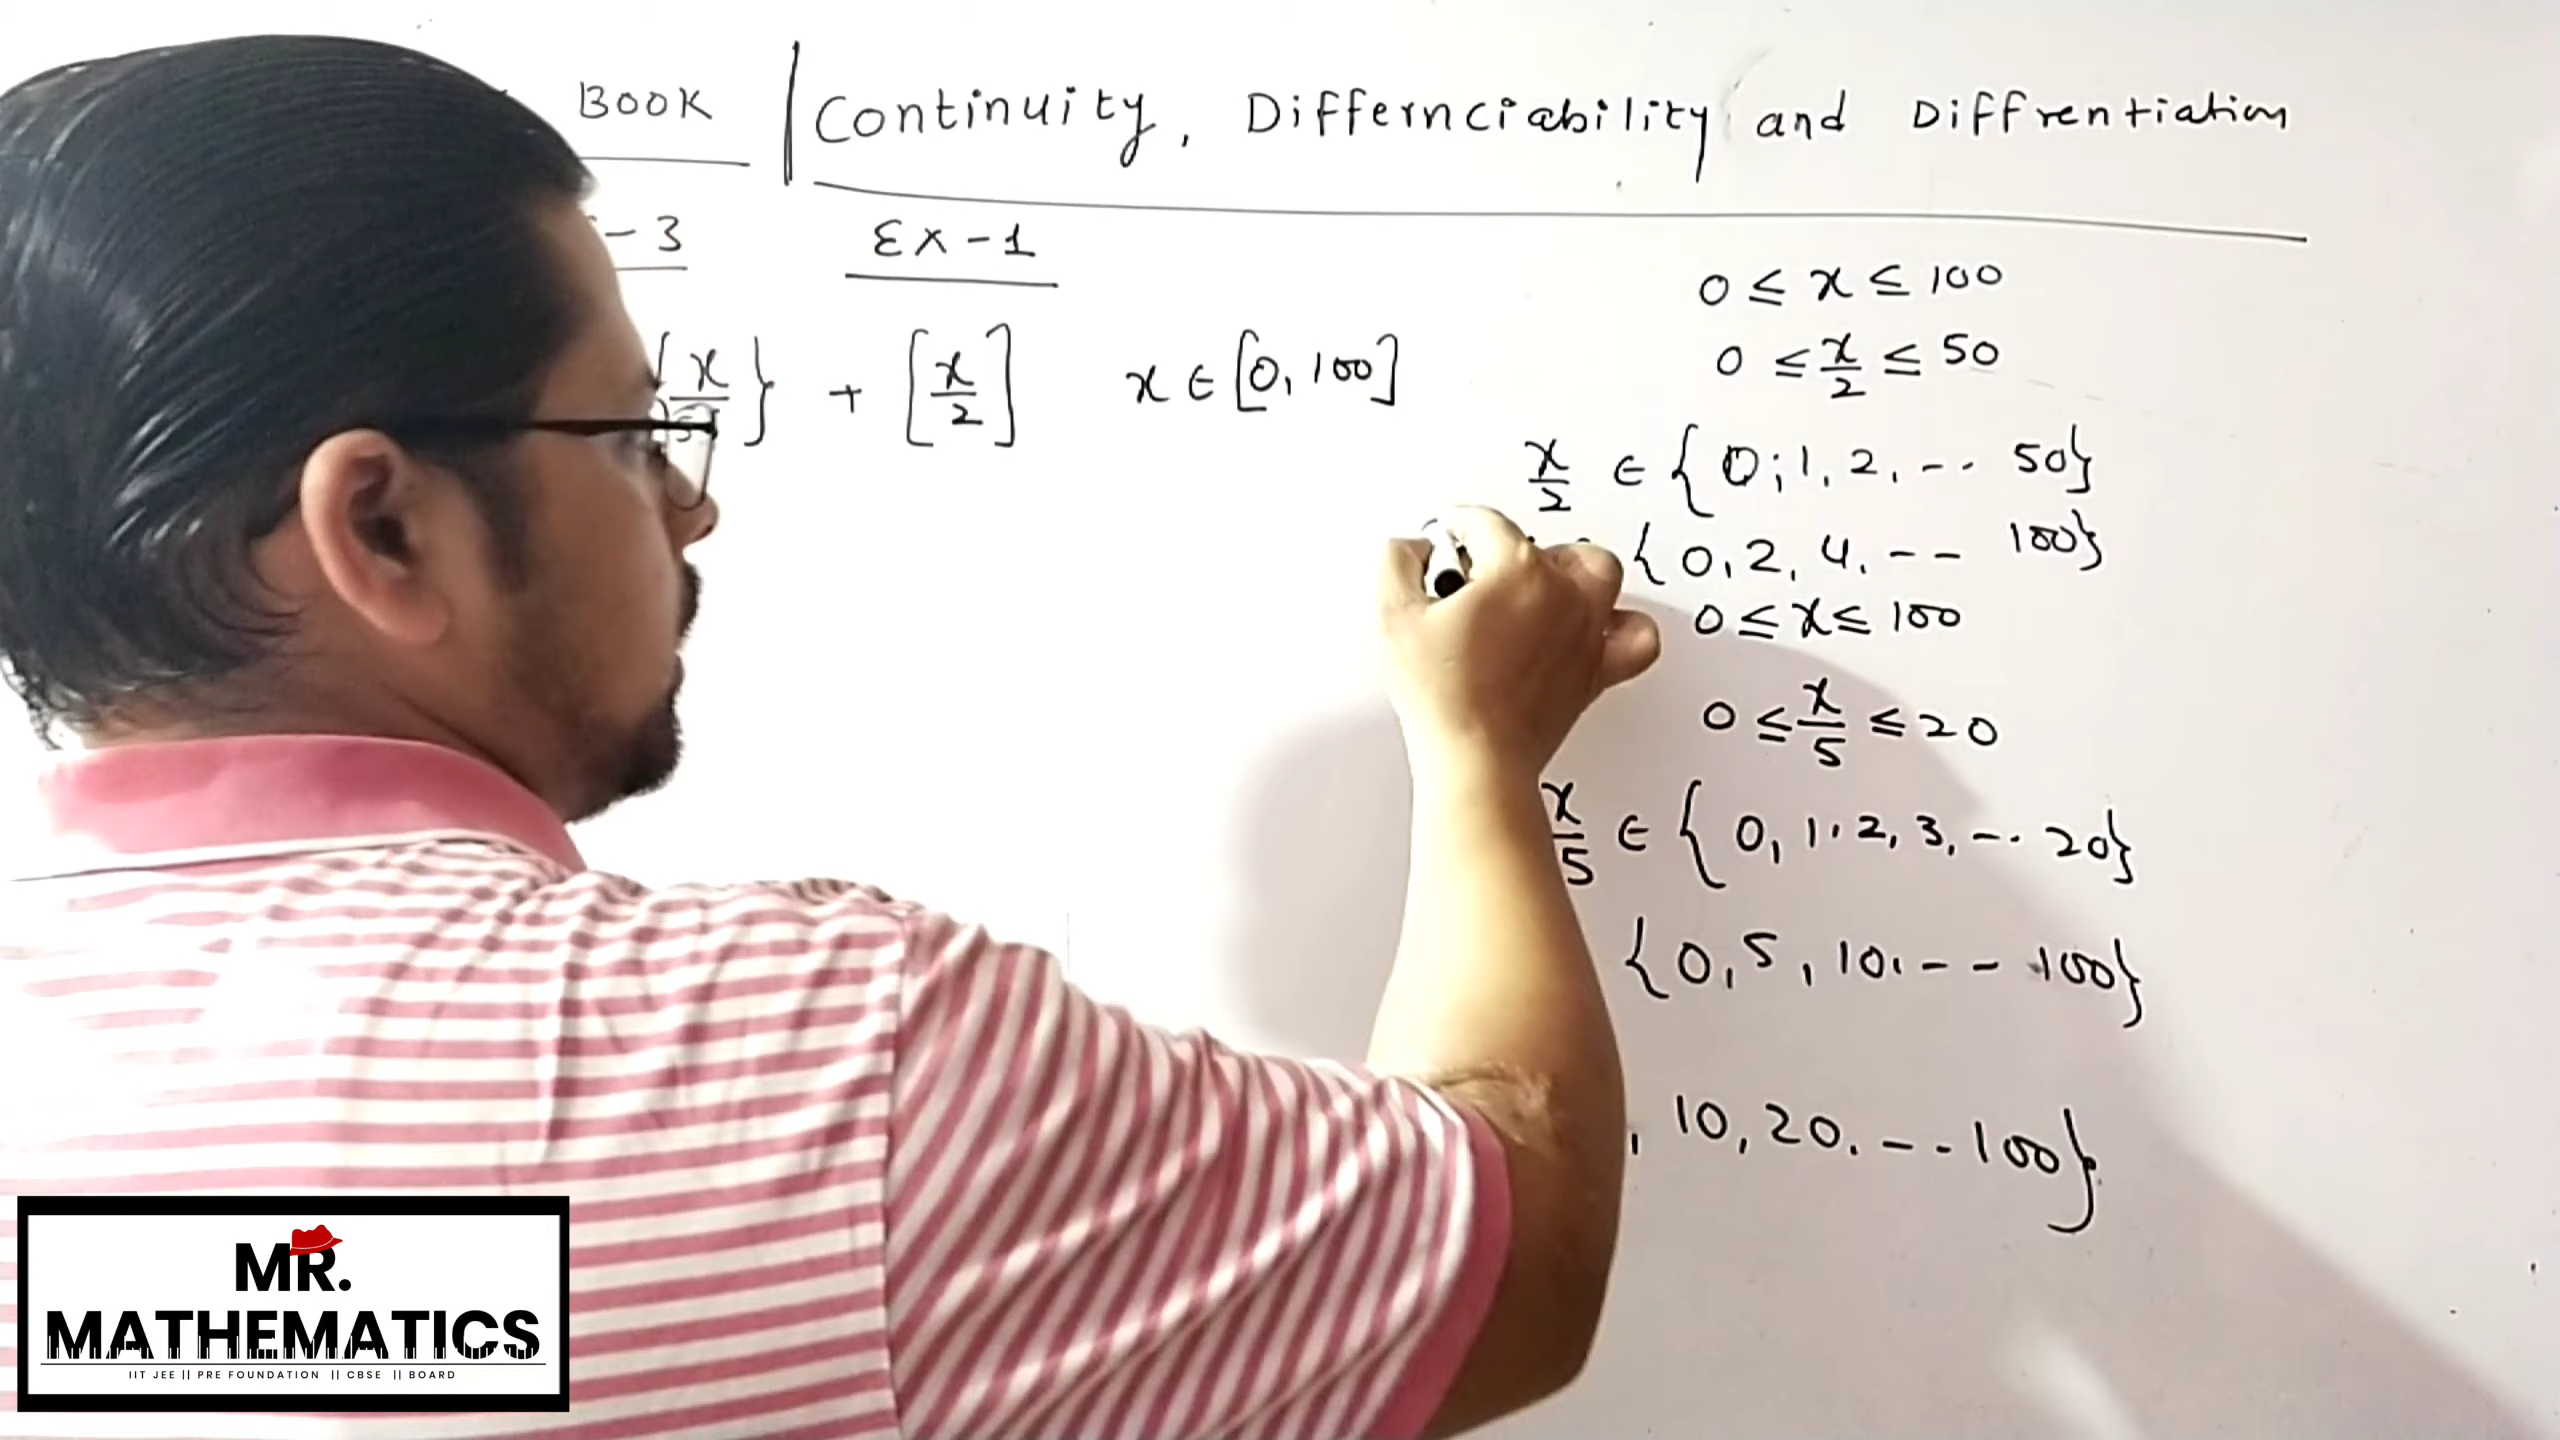 BOOK | Continuity, Differnciability and Diffrentiation
- 3 Ex-1
{x/5} + [x/2] x ∈ [0, 100]
0 ≤ x ≤ 100
0 ≤ x/2 ≤ 50
x/2 ∈ {0, 1, 2, -- 50}
{0, 2, 4, -- 100}
0 ≤ x ≤ 100
0 ≤ x/5 ≤ 20
x/5 ∈ {0, 1, 2, 3, -- 20}
{0, 5, 10, -- 100}
, 10, 20, -- 100}
MR.
MATHEMATICS
IIT JEE || PRE FOUNDATION || CBSE || BOARD